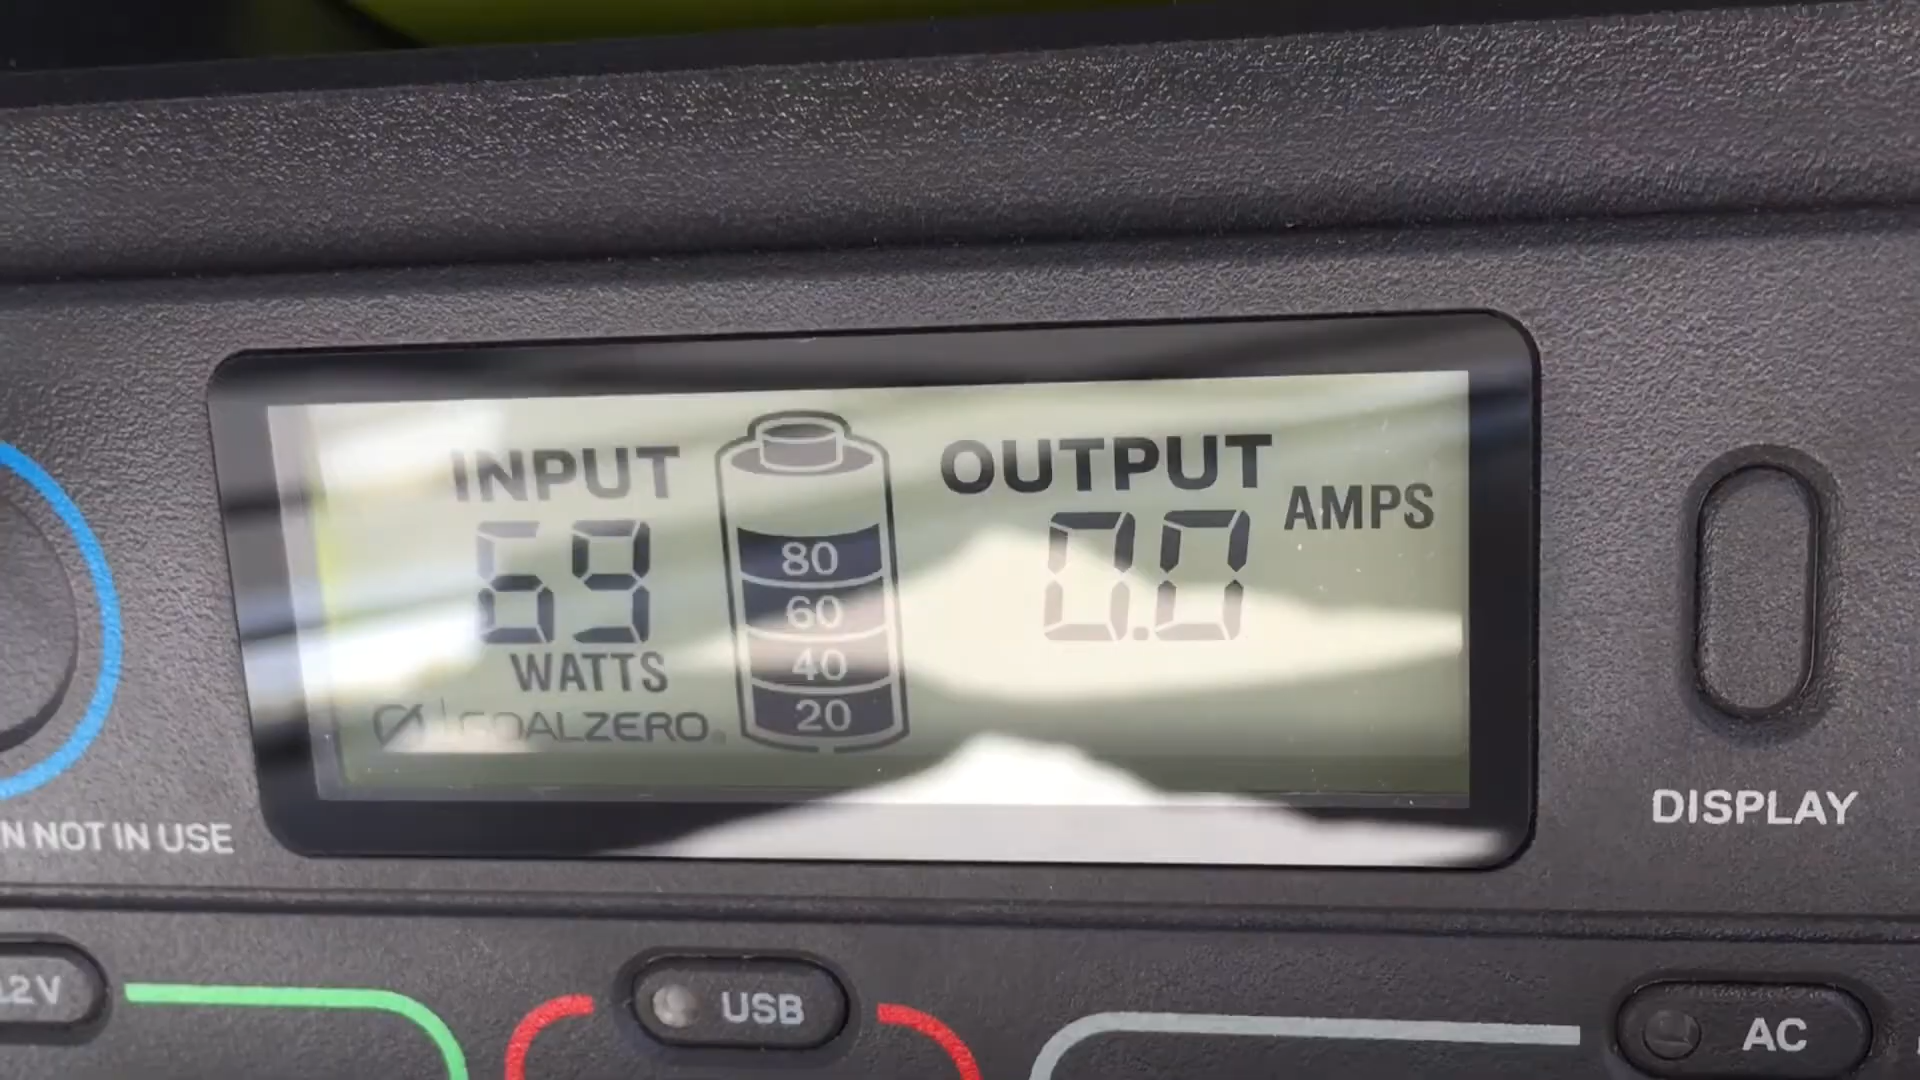 INPUT
69
WATTS
GOALZERO
80
60
40
20
OUTPUT
0.0
AMPS
DISPLAY
NOT IN USE
USB
AC